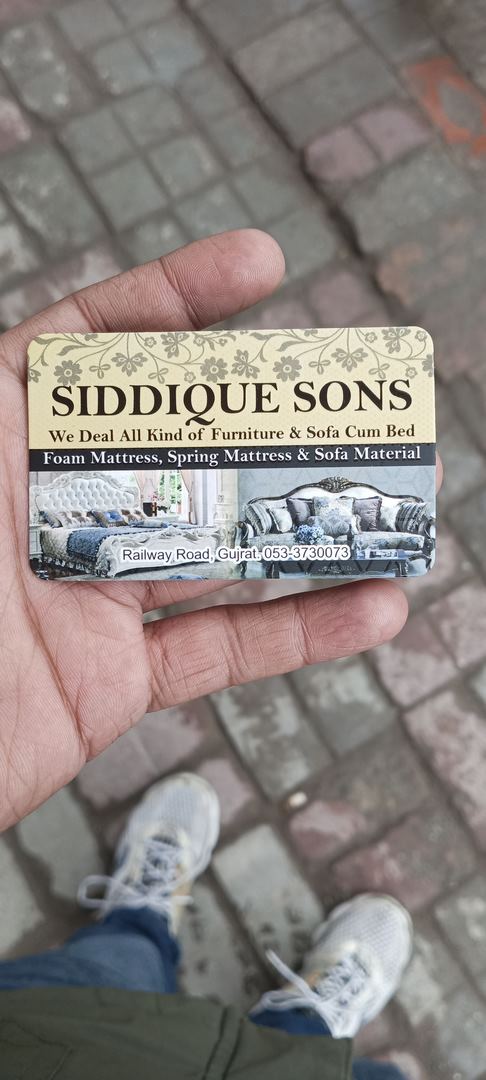 SIDDIQUE SONS
We Deal All Kind of Furniture & Sofa Cum Bed
Foam Mattress, Spring Mattress & Sofa Material
Railway Road, Gujrat. 053-3730073